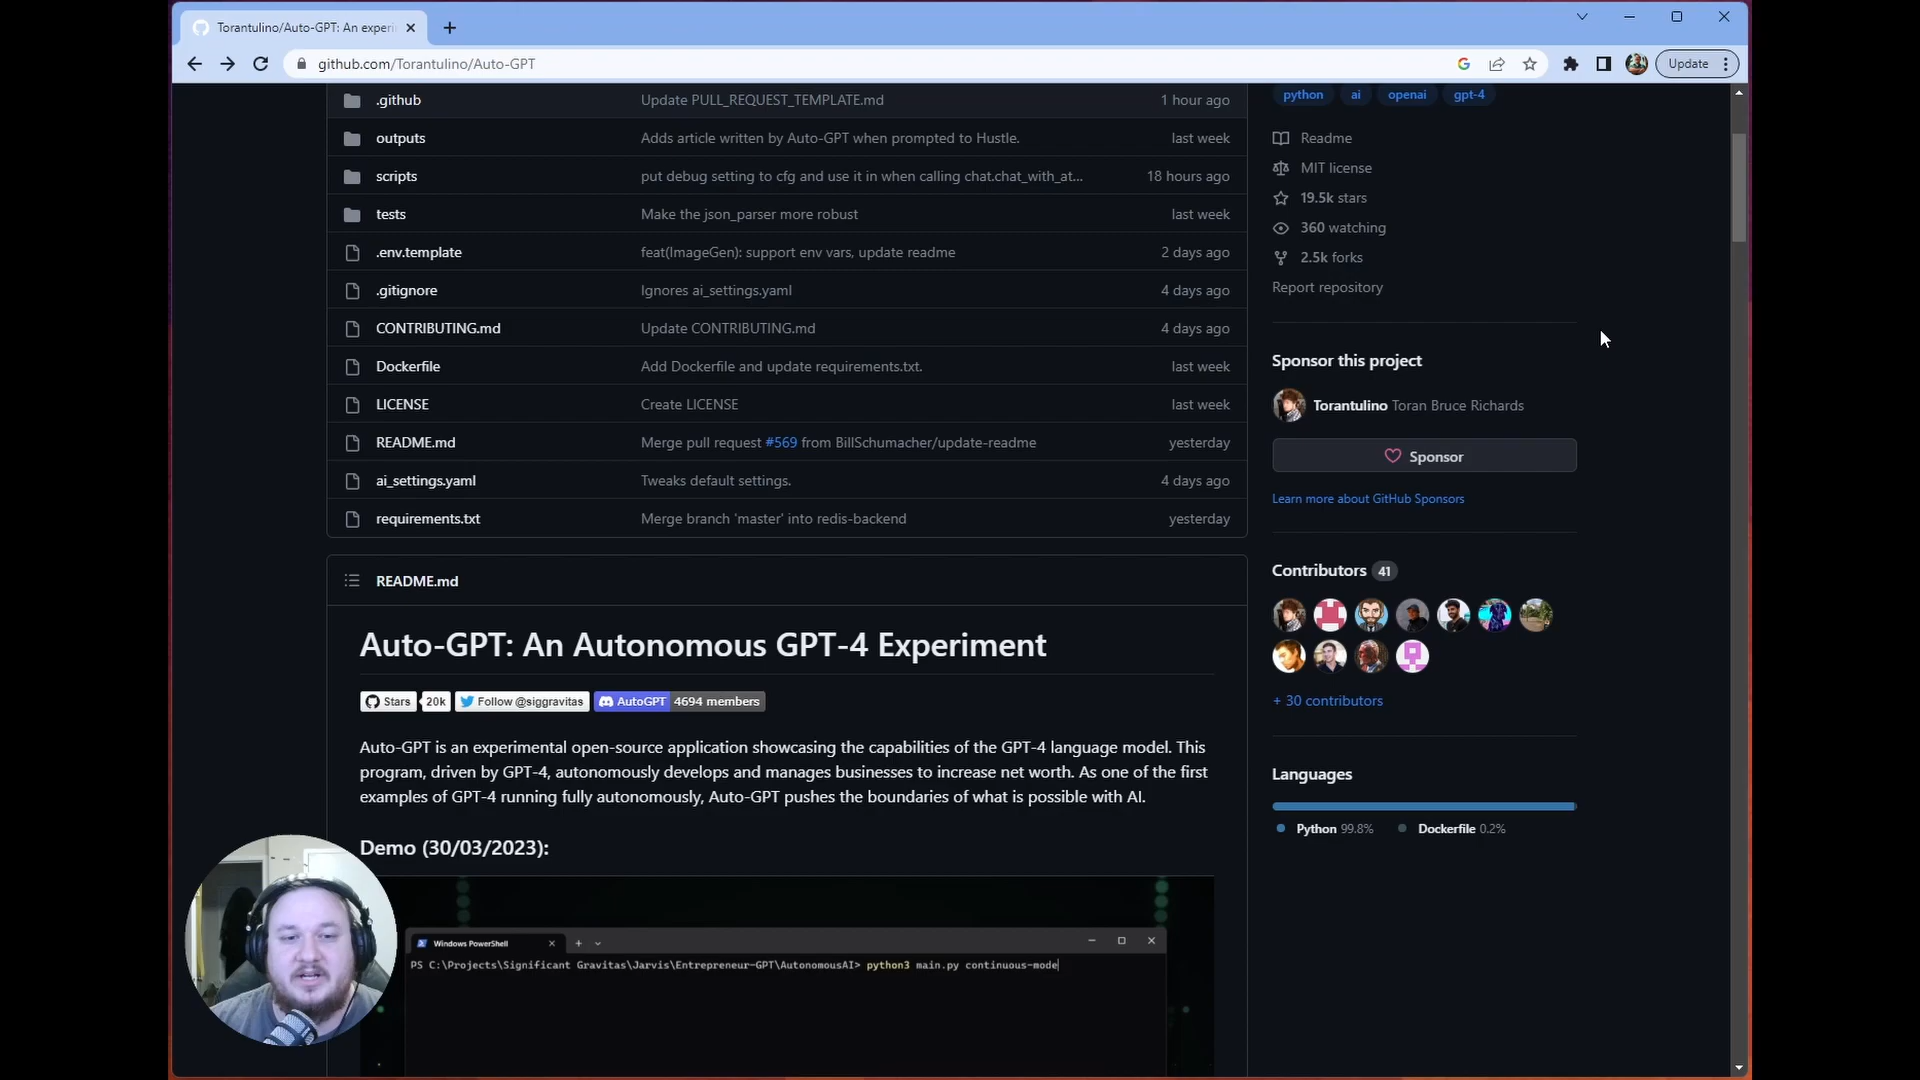 Torantulino/Auto-GPT: An experi
github.com/Torantulino/Auto-GPT
Update
.github Update PULL_REQUEST_TEMPLATE.md 1 hour ago
outputs Adds article written by Auto-GPT when prompted to Hustle. last week
scripts put debug setting to cfg and use it in when calling chat.chat_with_at... 18 hours ago
tests Make the json_parser more robust last week
.env.template feat(ImageGen): support env vars, update readme 2 days ago
.gitignore Ignores ai_settings.yaml 4 days ago
CONTRIBUTING.md Update CONTRIBUTING.md 4 days ago
Dockerfile Add Dockerfile and update requirements.txt. last week
LICENSE Create LICENSE last week
README.md Merge pull request #569 from BillSchumacher/update-readme yesterday
ai_settings.yaml Tweaks default settings. 4 days ago
requirements.txt Merge branch 'master' into redis-backend yesterday
README.md
Auto-GPT: An Autonomous GPT-4 Experiment
Stars 20k Follow @siggravitas AutoGPT 4694 members
Auto-GPT is an experimental open-source application showcasing the capabilities of the GPT-4 language model. This
program, driven by GPT-4, autonomously develops and manages businesses to increase net worth. As one of the first
examples of GPT-4 running fully autonomously, Auto-GPT pushes the boundaries of what is possible with AI.
Demo (30/03/2023):
Windows PowerShell
PS C:\Projects\Significant Gravitas\Jarvis\Entrepreneur-GPT\AutonomousAI> python3 main.py continuous-mode
python ai openai gpt-4
Readme
MIT license
19.5k stars
360 watching
2.5k forks
Report repository
Sponsor this project
Torantulino Toran Bruce Richards
Sponsor
Learn more about GitHub Sponsors
Contributors 41
+ 30 contributors
Languages
Python 99.8% Dockerfile 0.2%